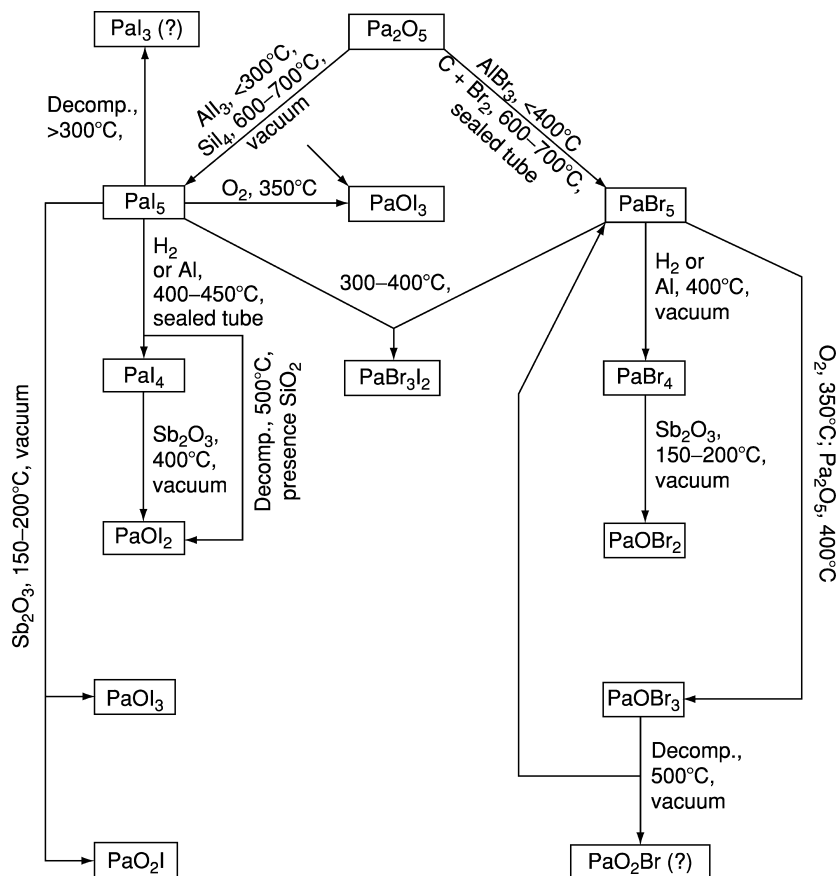 PaI₃ (?)
Pa₂O₅
Decomp.,
>300°C,
AlI₃, <300°C,
SiI₄, 600–700°C,
vacuum
AlBr₃, <400°C
C + Br₂, 600–700°C,
sealed tube
PaI₅
O₂, 350°C
PaOI₃
PaBr₅
H₂
or Al,
400–450°C,
sealed tube
300–400°C,
H₂ or
Al, 400°C,
vacuum
PaI₄
PaBr₃I₂
PaBr₄
Sb₂O₃,
400°C,
vacuum
Decomp., 500°C,
presence SiO₂
Sb₂O₃,
150–200°C,
vacuum
O₂, 350°C; Pa₂O₅, 400°C
Sb₂O₃, 150–200°C, vacuum
PaOI₂
PaOBr₂
PaOI₃
PaOBr₃
Decomp.,
500°C,
vacuum
PaO₂I
PaO₂Br (?)